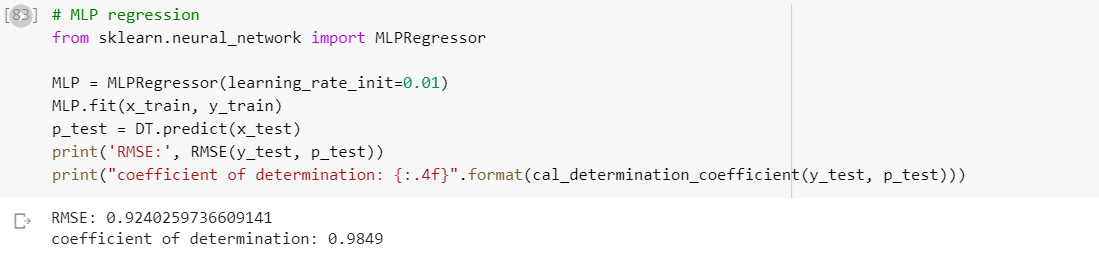 [83] # MLP regression
from sklearn.neural_network import MLPRegressor
MLP = MLPRegressor(learning_rate_init=0.01)
MLP.fit(x_train, y_train)
p_test = DT.predict(x_test)
print('RMSE:', RMSE(y_test, p_test))
print("coefficient of determination: {:.4f}".format(cal_determination_coefficient(y_test, p_test)))
RMSE: 0.9240259736609141
coefficient of determination: 0.9849